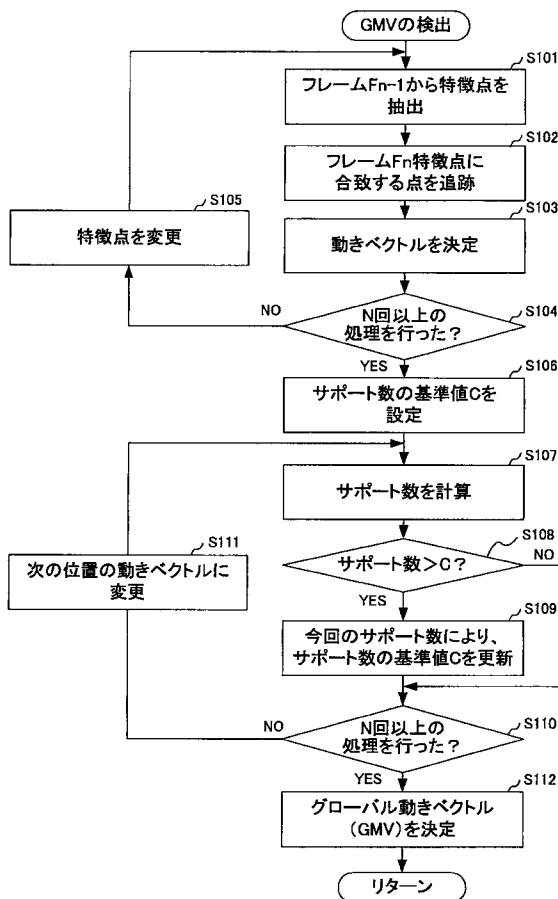 GMVの検出
S101
フレームFn-1から特徴点を
抽出
S102
フレームFn特徴点に
合致する点を追跡
S103
動きベクトルを決定
S104
N回以上の
処理を行った？
NO
YES
S105
特徴点を変更
S106
サポート数の基準値Cを
設定
S107
サポート数を計算
S108
サポート数＞C？
NO
YES
S109
今回のサポート数により、
サポート数の基準値Cを更新
S110
N回以上の
処理を行った？
NO
YES
S111
次の位置の動きベクトルに
変更
S112
グローバル動きベクトル
(GMV)を決定
リターン